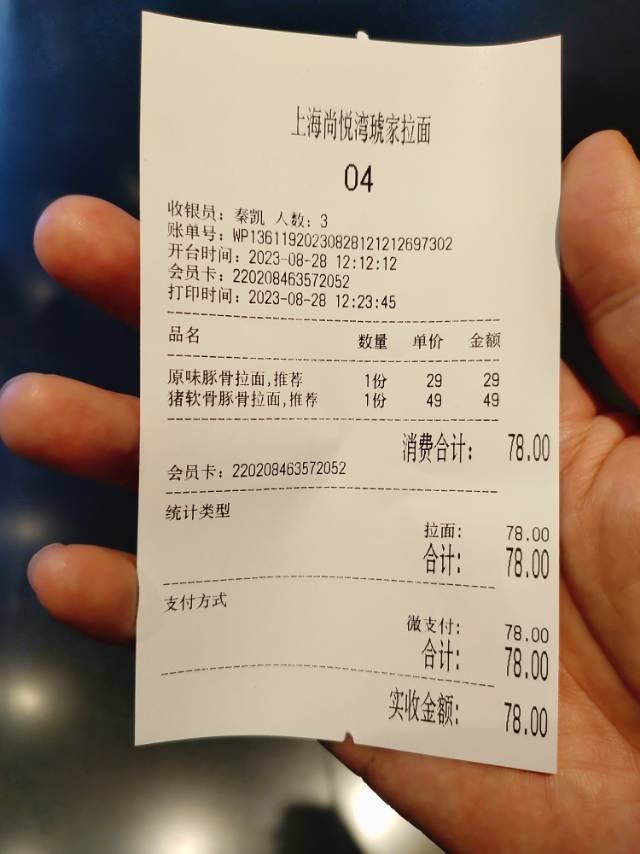 上海尚悦湾琥家拉面
04
收银员: 秦凯 人数: 3
账单号: WP13611920230828121212697302
开台时间: 2023-08-28 12:12:12
会员卡: 220208463572052
打印时间: 2023-08-28 12:23:45
品名 数量 单价 金额
原味豚骨拉面,推荐 1份 29 29
猪软骨豚骨拉面,推荐 1份 49 49
消费合计: 78.00
会员卡: 220208463572052
统计类型
拉面: 78.00
合计: 78.00
支付方式
微支付: 78.00
合计: 78.00
实收金额: 78.00